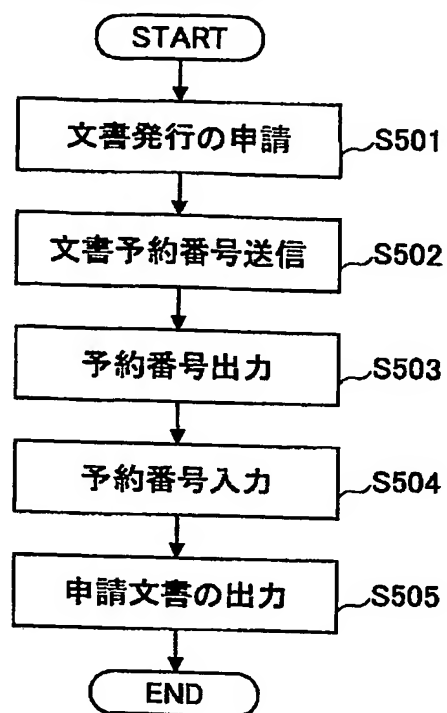 START
文書発行の申請 S501
文書予約番号送信 S502
予約番号出力 S503
予約番号入力 S504
申請文書の出力 S505
END